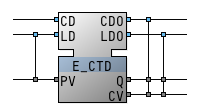 CD CDO
LD LDO
E_CTD
PV Q
CV